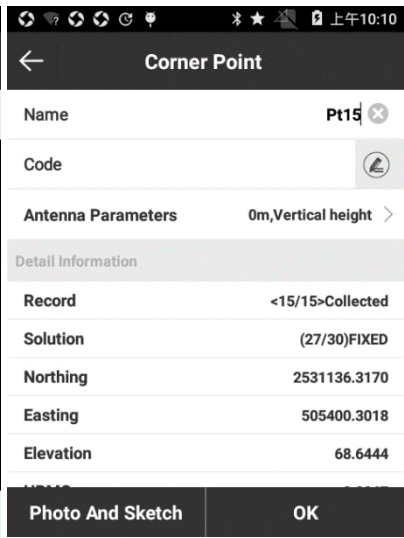 上午10:10
Corner Point
Name Pt15
Code
Antenna Parameters 0m,Vertical height
Detail Information
Record <15/15>Collected
Solution (27/30)FIXED
Northing 2531136.3170
Easting 505400.3018
Elevation 68.6444
Photo And Sketch OK